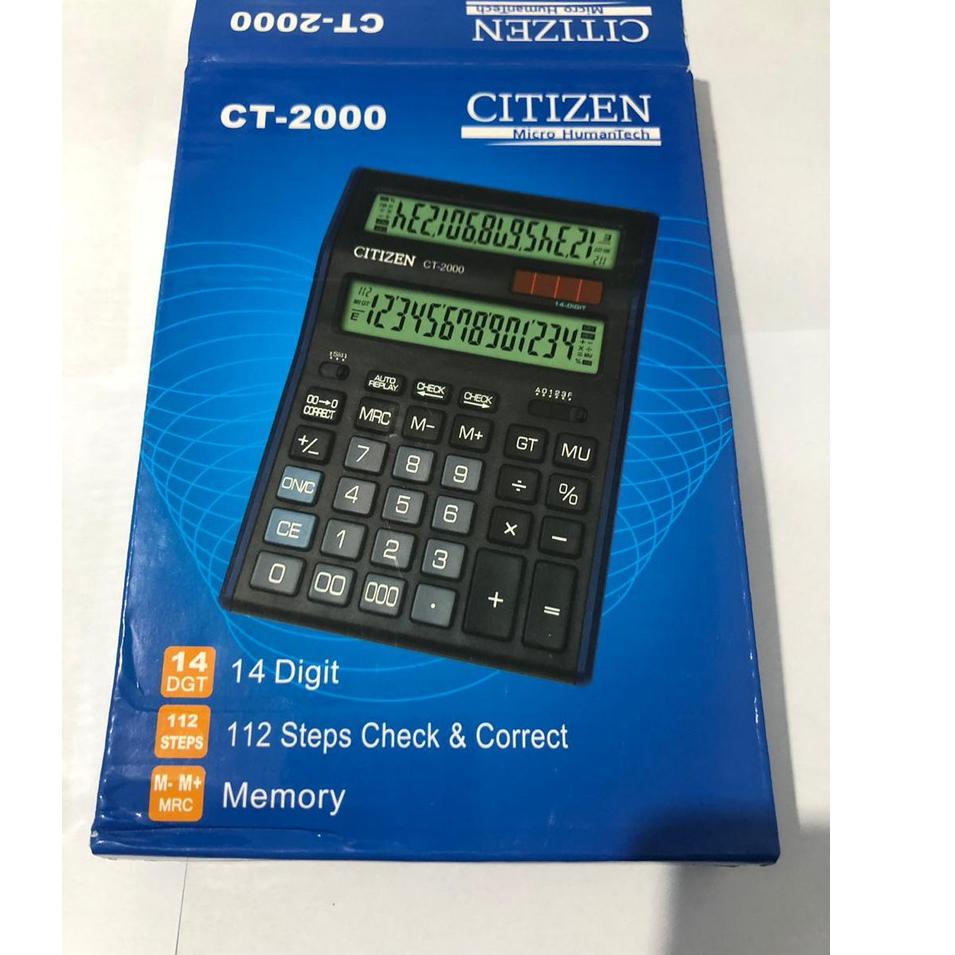 CT-2000
CITIZEN
Micro HumanTech
CT-2000
CITIZEN
Micro HumanTech
CITIZEN CT-2000
14-DIGIT
112
12345678901234
AUTO REPLAY
CHECK
CHECK
00→0 CORRECT
MRC
M−
M+
GT
MU
+/−
7
8
9
÷
%
ON/C
4
5
6
×
−
CE
1
2
3
+
=
0
00
000
.
14 DGT
14 Digit
112 STEPS
112 Steps Check & Correct
M- M+ MRC
Memory